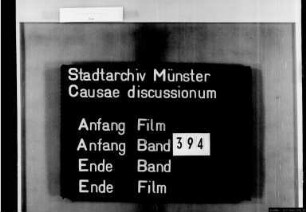 Stadtarchiv Münster
Causae discussionum
Anfang Film
Anfang Band 394
Ende Band
Ende Film